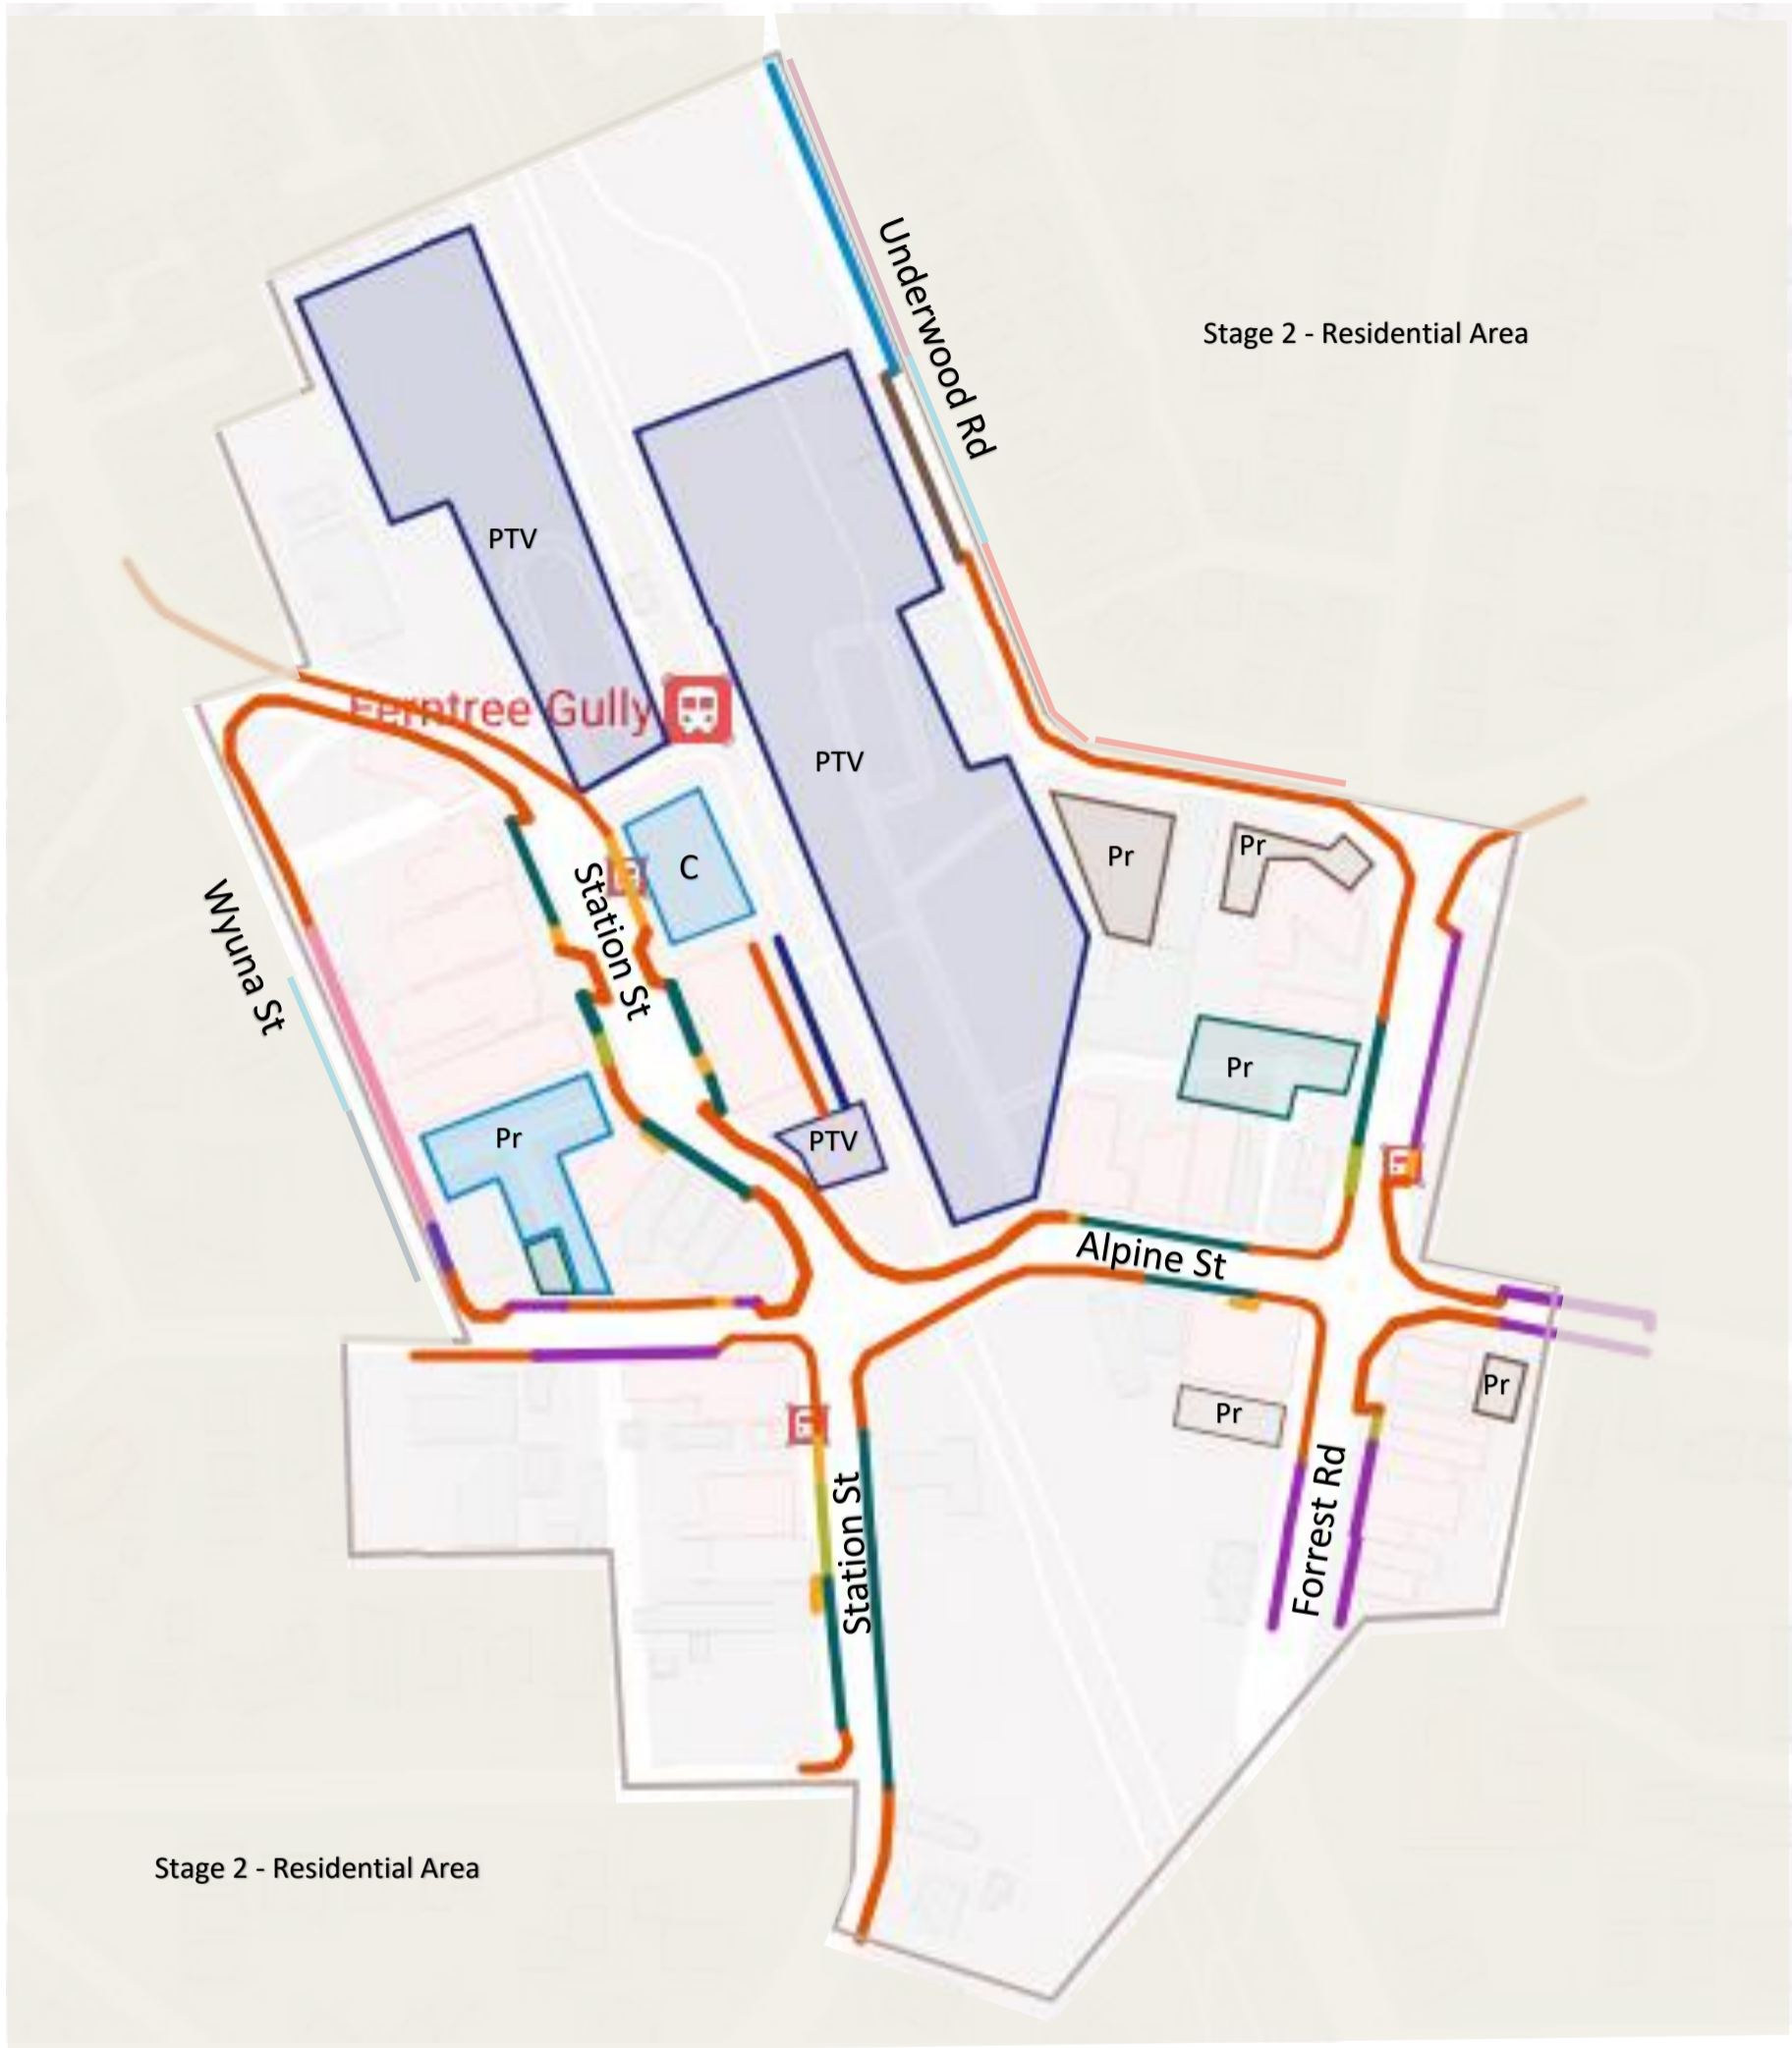 Underwood Rd
Stage 2 - Residential Area
PTV
Ferntree Gully
PTV
Pr
Pr
C
Station St
Wyuna St
Pr
Pr
PTV
Alpine St
Pr
Pr
Station St
Forrest Rd
Stage 2 - Residential Area